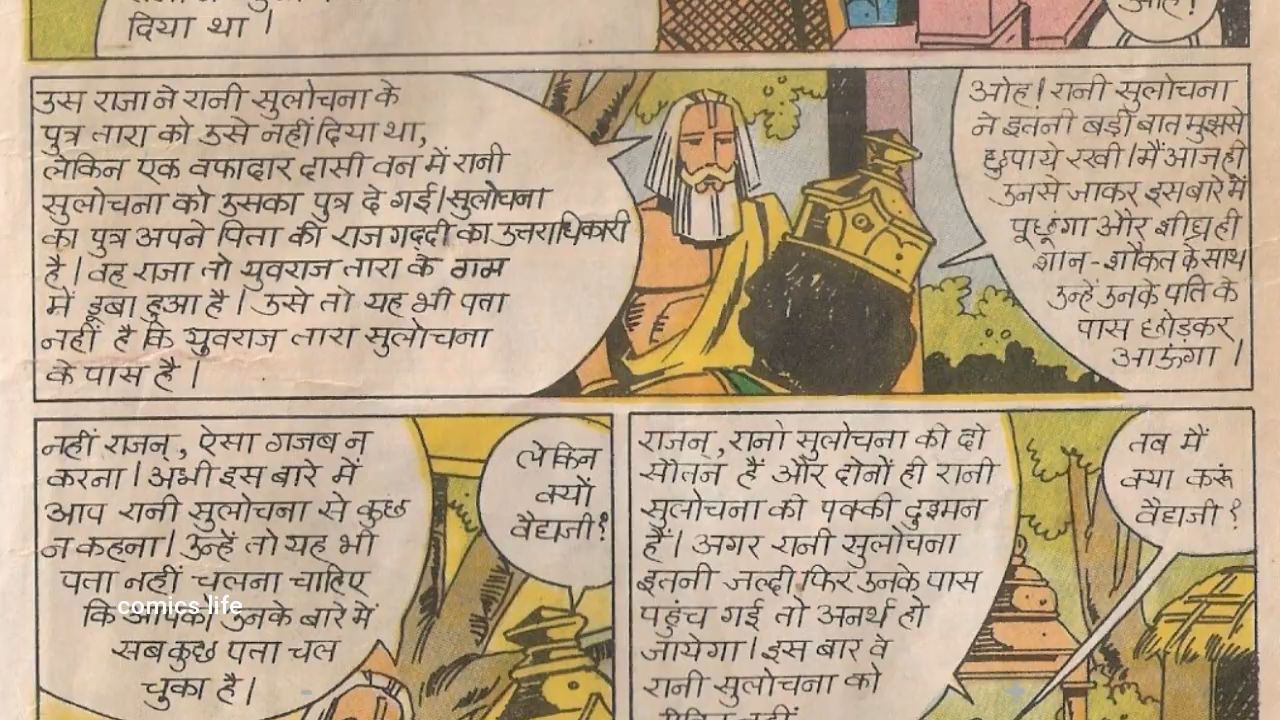 दिया था ।
ओह!
उस राजा ने रानी सुलोचना के
पुत्र तारा को उसे नहीं दिया था,
लेकिन एक वफादार दासी वन में रानी
सुलोचना को उसका पुत्र दे गई। सुलोचना
का पुत्र अपने पिता की राजगददी का उत्तराधिकारी
है । वह राजा तो युवराज तारा के गम
में डूबा हुआ है । उसे तो यह भी पता
नहीं है कि युवराज तारा सुलोचना
के पास है ।
ओह! रानी सुलोचना
ने इतनी बड़ी बात मुझसे
छुपाये रखी । मैं आज ही
उनसे जाकर इस बारे में
पूछूंगा और शीघ्र ही
शान-शौकत के साथ
उन्हें उनके पति के
पास छोड़कर
आऊंगा ।
नहीं राजन्, ऐसा गजब न
करना । अभी इस बारे में
आप रानी सुलोचना से कुछ
न कहना । उन्हें तो यह भी
पता नहीं चलना चाहिए
कि आपको उनके बारे में
सब कुछ पता चल
चुका है ।
comics life
लेकिन
क्यों
वैद्यजी?
राजन्, रानी सुलोचना की दो
सौतन हैं और दोनों ही रानी
सुलोचना की पक्की दुश्मन
हैं । अगर रानी सुलोचना
इतनी जल्दी फिर उनके पास
पहुंच गई तो अनर्थ हो
जायेगा । इस बार वे
रानी सुलोचना को
तब मैं
क्या करूं
वैद्यजी ?